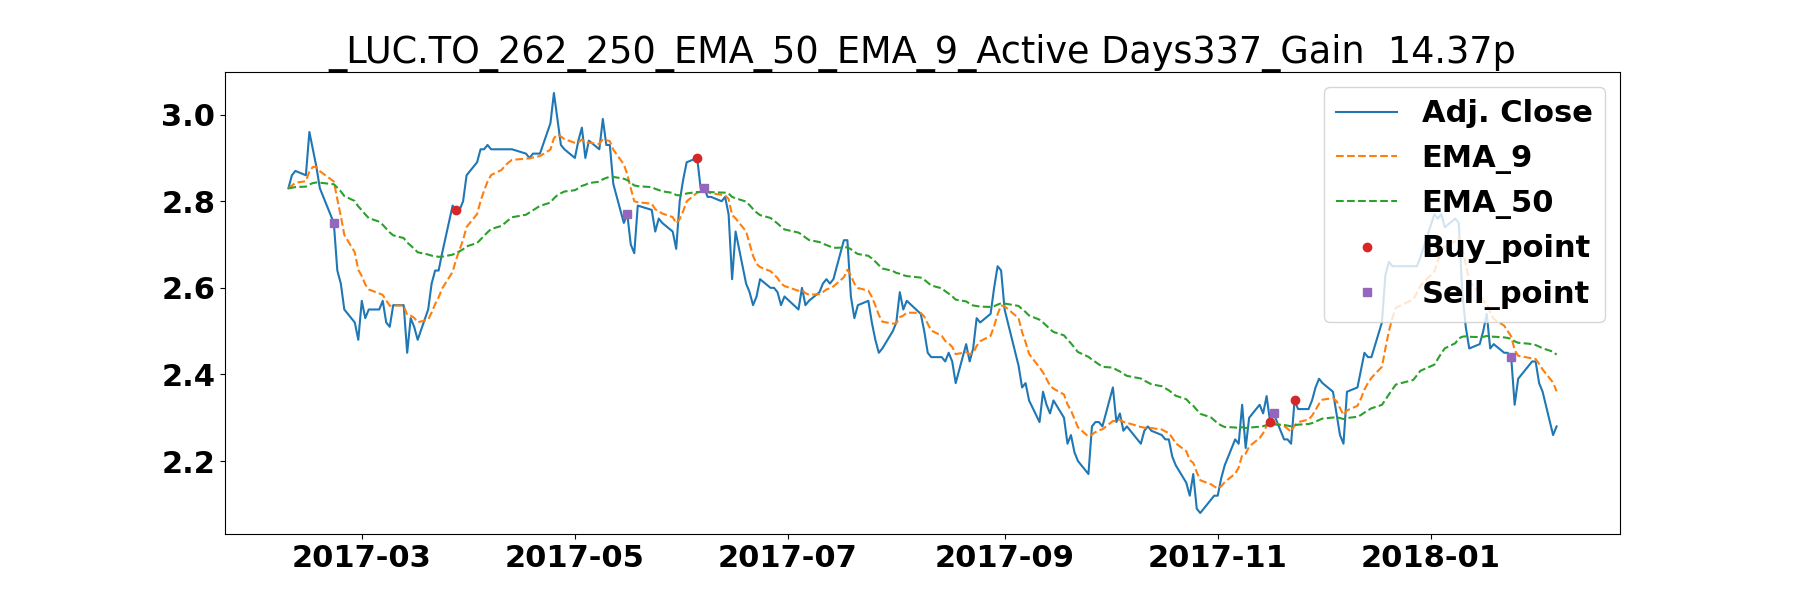 _LUC.TO_262_250_EMA_50_EMA_9_Active Days337_Gain  14.37p
3.0
2.8
2.6
2.4
2.2
Adj. Close
EMA_9
EMA_50
Buy_point
Sell_point
2017-03 2017-05 2017-07 2017-09 2017-11 2018-01